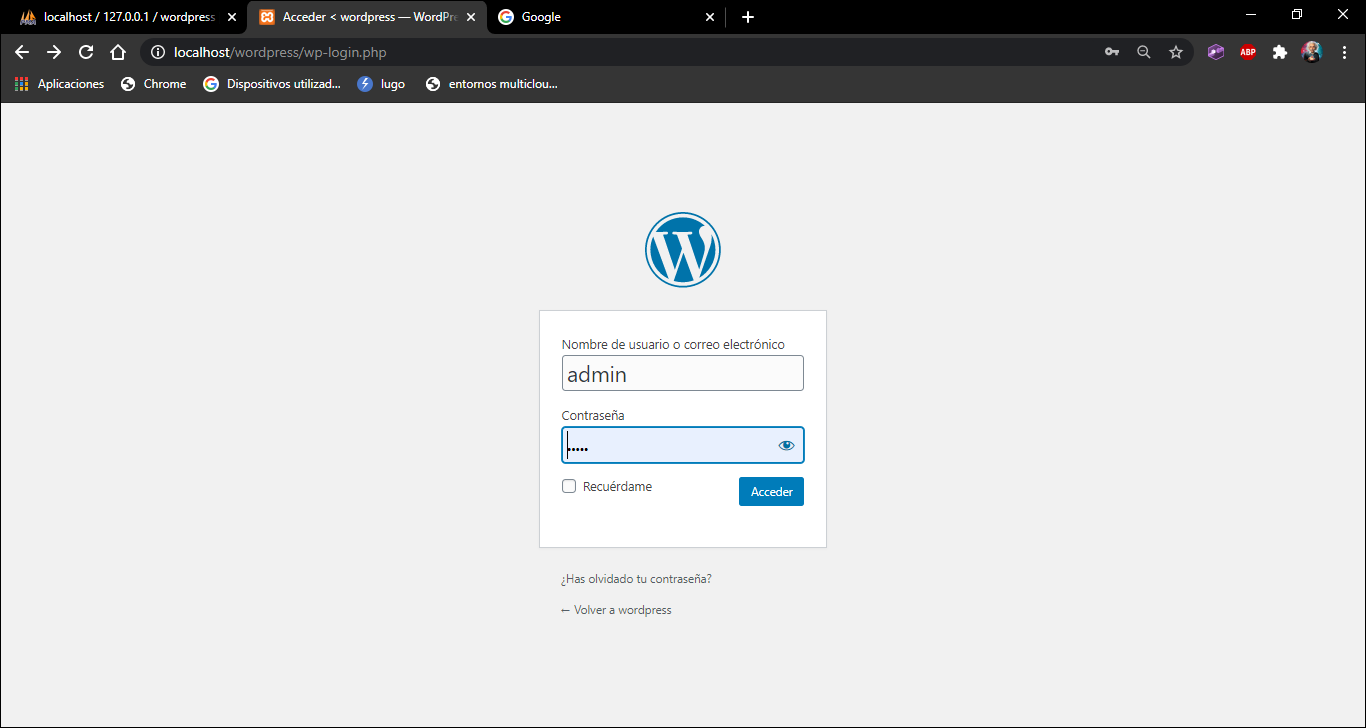 localhost / 127.0.0.1 / wordpress
Acceder < wordpress — WordPre
Google
localhost/wordpress/wp-login.php
ABP
Aplicaciones
Chrome
Dispositivos utilizad...
lugo
entornos multiclou...
Nombre de usuario o correo electrónico
admin
Contraseña
•••••
Recuérdame
Acceder
¿Has olvidado tu contraseña?
← Volver a wordpress